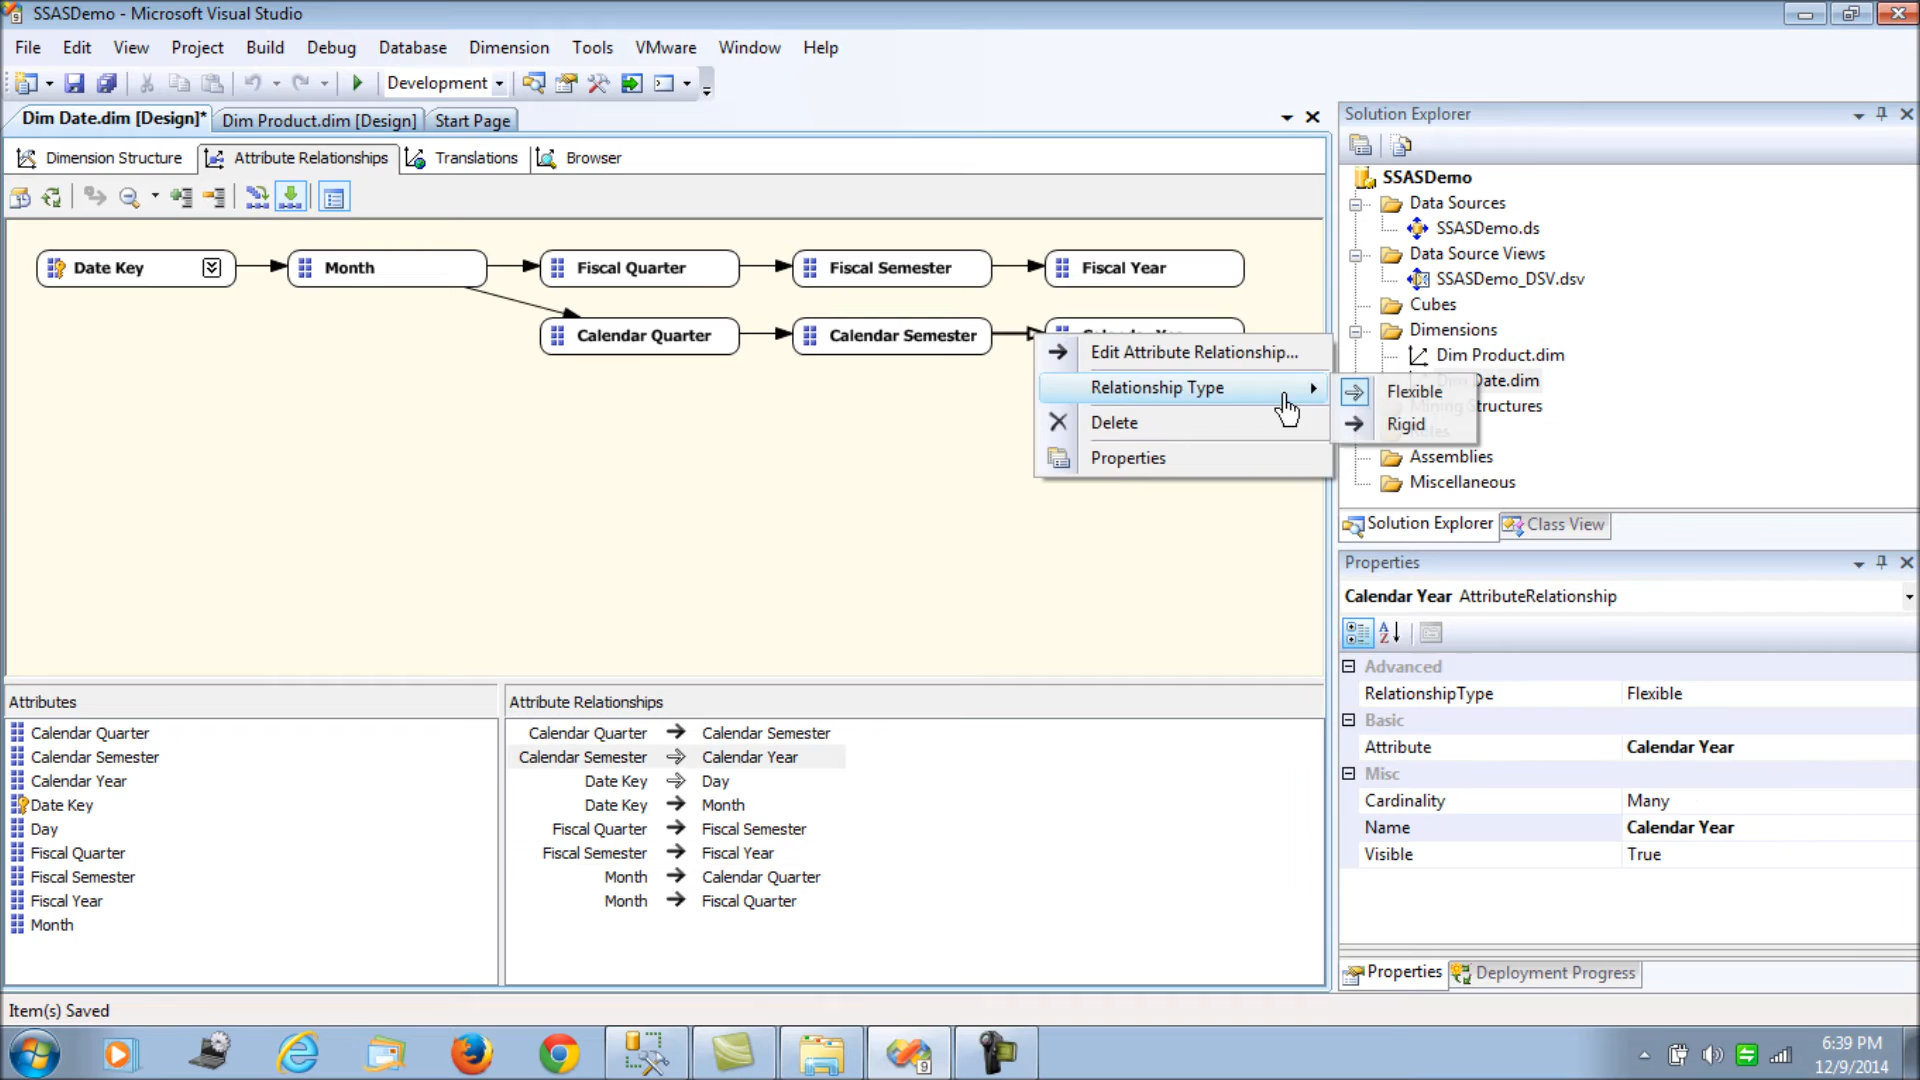 SSASDemo - Microsoft Visual Studio
File Edit View Project Build Debug Database Dimension Tools VMware Window Help
Development
Dim Date.dim [Design]* Dim Product.dim [Design] Start Page
Dimension Structure Attribute Relationships Translations Browser
Date Key Month Fiscal Quarter Fiscal Semester Fiscal Year
Calendar Quarter Calendar Semester
Edit Attribute Relationship...
Relationship Type
Delete
Properties
Flexible
Rigid
Solution Explorer
SSASDemo
Data Sources
SSASDemo.ds
Data Source Views
SSASDemo_DSV.dsv
Cubes
Dimensions
Dim Product.dim
Date.dim
Structures
Assemblies
Miscellaneous
Solution Explorer Class View
Properties
Calendar Year AttributeRelationship
Advanced
RelationshipType Flexible
Basic
Attribute Calendar Year
Misc
Cardinality Many
Name Calendar Year
Visible True
Properties Deployment Progress
Attributes
Calendar Quarter
Calendar Semester
Calendar Year
Date Key
Day
Fiscal Quarter
Fiscal Semester
Fiscal Year
Month
Attribute Relationships
Calendar Quarter → Calendar Semester
Calendar Semester ⇒ Calendar Year
Date Key ⇒ Day
Date Key → Month
Fiscal Quarter → Fiscal Semester
Fiscal Semester → Fiscal Year
Month → Calendar Quarter
Month → Fiscal Quarter
Item(s) Saved
6:39 PM
12/9/2014